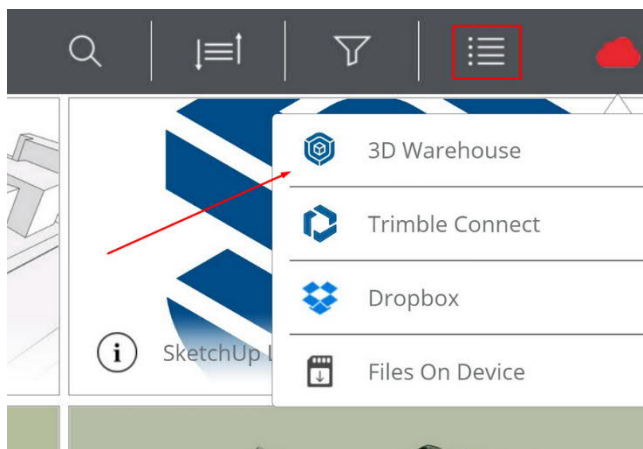 3D Warehouse
Trimble Connect
Dropbox
SketchUp L
Files On Device